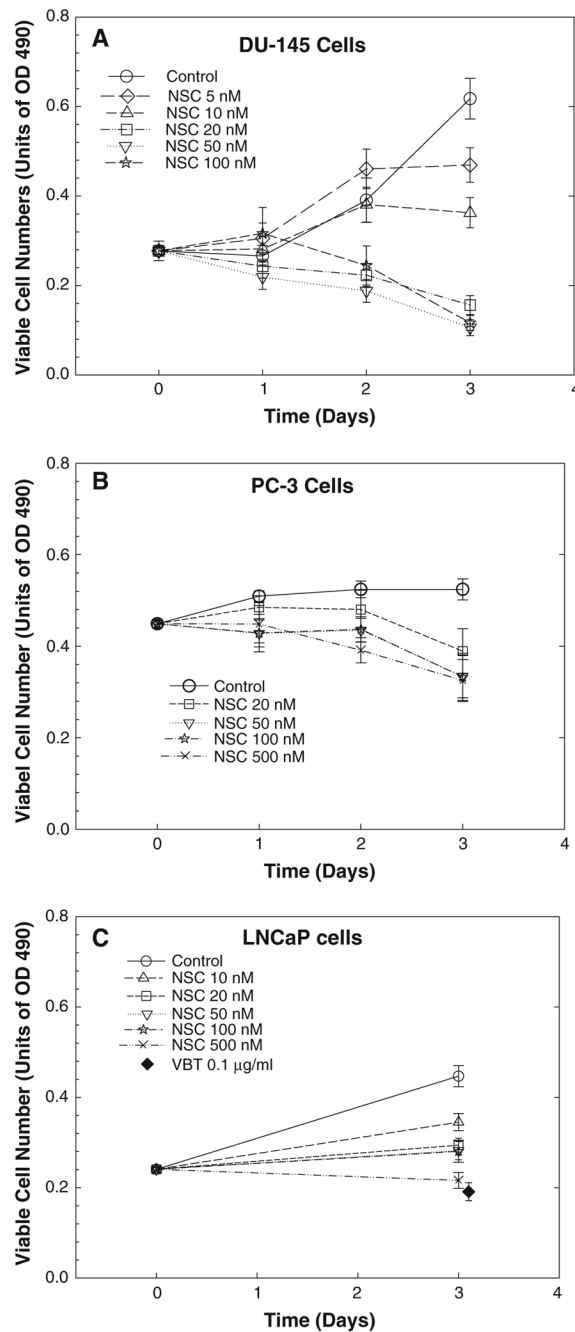 A
DU-145 Cells
Control
NSC 5 nM
NSC 10 nM
NSC 20 nM
NSC 50 nM
NSC 100 nM
Viable Cell Numbers (Units of OD 490)
0.8
0.6
0.4
0.2
0.0
0 1 2 3 4
Time (Days)
B
PC-3 Cells
Control
NSC 20 nM
NSC 50 nM
NSC 100 nM
NSC 500 nM
Viabel Cell Number (Units of OD 490)
0.8
0.6
0.4
0.2
0.0
0 1 2 3 4
Time (Days)
C
LNCaP cells
Control
NSC 10 nM
NSC 20 nM
NSC 50 nM
NSC 100 nM
NSC 500 nM
VBT 0.1 μg/ml
Viable Cell Number (Units of OD 490)
0.8
0.6
0.4
0.2
0.0
0 1 2 3 4
Time (Days)